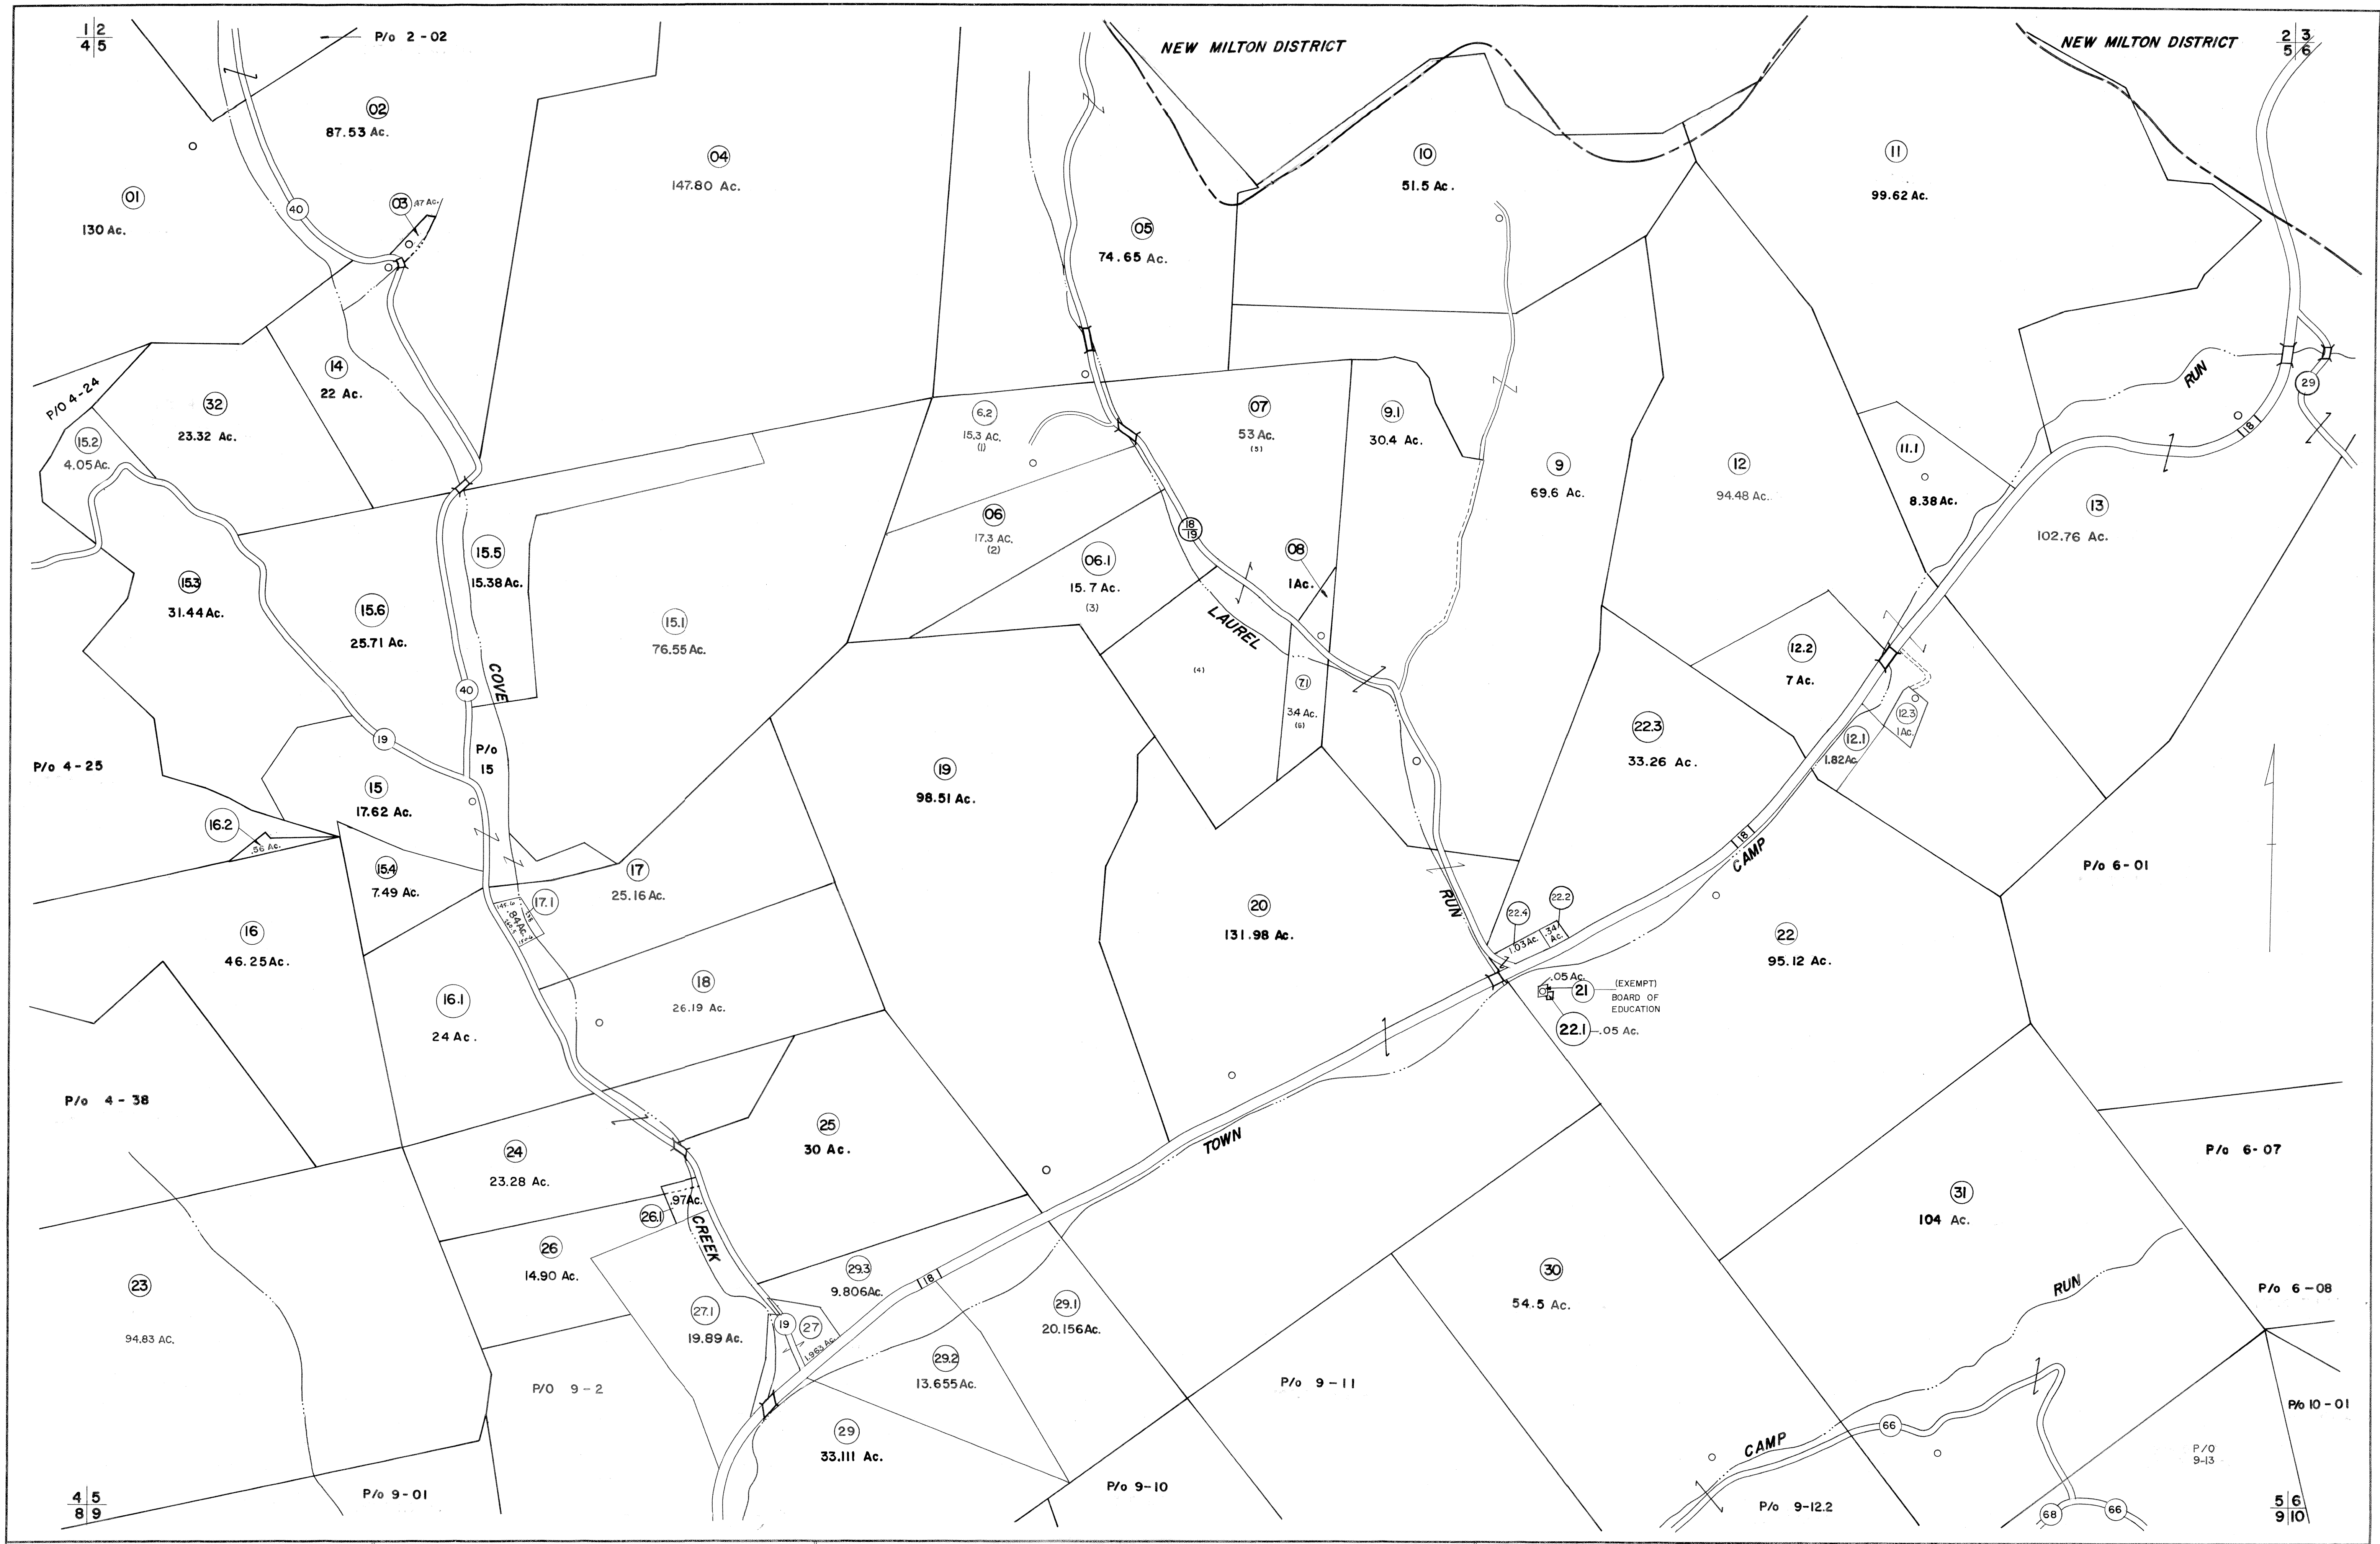 1 2
4 5
P/o 2-02
NEW MILTON DISTRICT
NEW MILTON DISTRICT
2 3
5 6
02
87.53 Ac.
01
130 Ac.
40
03
.47 Ac.
04
147.80 Ac.
05
74.65 Ac.
10
51.5 Ac.
11
99.62 Ac.
P/O 4-24
32
23.32 Ac.
14
22 Ac.
15.2
4.05 Ac.
6.2
15.3 AC.
(1)
07
53 Ac.
(5)
9.1
30.4 Ac.
9
69.6 Ac.
12
94.48 Ac.
11.1
8.38 Ac.
RUN
29
18
13
102.76 Ac.
06
17.3 AC.
(2)
18
19
06.1
15.7 Ac.
(3)
08
1 Ac.
15.3
31.44 Ac.
15.6
25.71 Ac.
15.5
15.38 Ac.
15.1
76.55 Ac.
LAUREL
(4)
7.1
3.4 Ac.
(6)
12.2
7 Ac.
12.3
1 Ac.
12.1
1.82 Ac.
22.3
33.26 Ac.
COVE
40
19
P/o
15
P/o 4-25
15
17.62 Ac.
16.2
.56 Ac.
15.4
7.49 Ac.
19
98.51 Ac.
18
CAMP
P/o 6-01
17
25.16 Ac.
17.1
.84 Ac.
16
46.25 Ac.
20
131.98 Ac.
RUN
22.4
1.03 Ac.
22.2
.34
Ac.
22
95.12 Ac.
.05 Ac.
21
(EXEMPT)
BOARD OF
EDUCATION
22.1
.05 Ac.
16.1
24 Ac.
18
26.19 Ac.
P/o 4-38
24
23.28 Ac.
25
30 Ac.
TOWN
P/o 6-07
.97 Ac.
26.1
CREEK
26
14.90 Ac.
31
104 Ac.
23
94.83 AC.
29.3
9.806 Ac.
18
27.1
19.89 Ac.
19
27
1.963 Ac.
29.1
20.156 Ac.
30
54.5 Ac.
RUN
P/o 6-08
29.2
13.655 Ac.
P/O 9-2
P/o 9-11
P/o 10-01
29
33.111 Ac.
66
CAMP
P/O
9-13
4 5
8 9
P/o 9-01
P/o 9-10
P/o 9-12.2
68
66
5 6
9 10